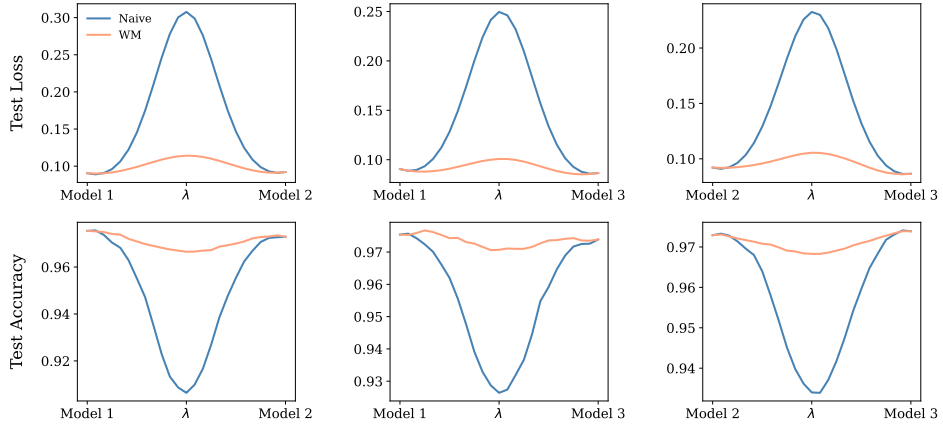 Test Loss
0.30
0.25
0.20
0.15
0.10
Naive
WM
Model 1 λ Model 2
0.25
0.20
0.15
0.10
Model 1 λ Model 3
0.20
0.15
0.10
Model 2 λ Model 3
Test Accuracy
0.96
0.94
0.92
Model 1 λ Model 2
0.97
0.96
0.95
0.94
0.93
Model 1 λ Model 3
0.97
0.96
0.95
0.94
Model 2 λ Model 3